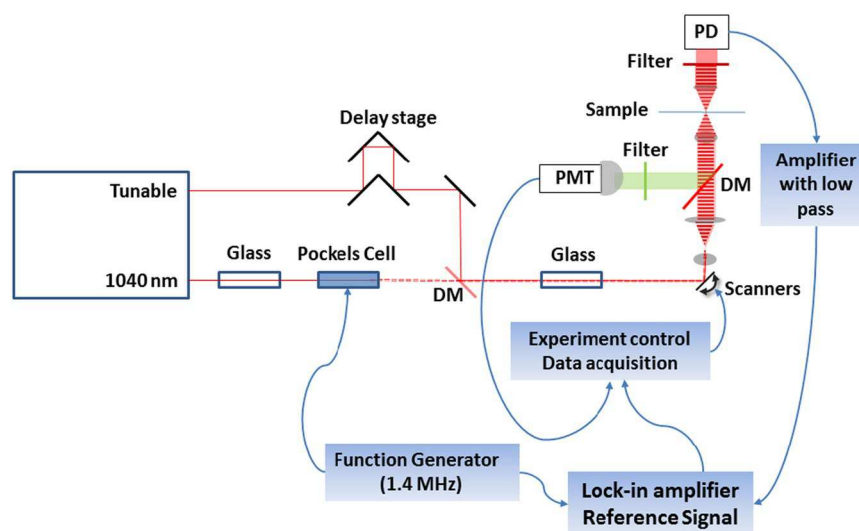 PD
Filter
Sample
Delay stage
Filter
Tunable
PMT
DM
Amplifier
with low
pass
Glass
Pockels Cell
Glass
1040 nm
DM
Scanners
Experiment control
Data acquisition
Function Generator
(1.4 MHz)
Lock-in amplifier
Reference Signal